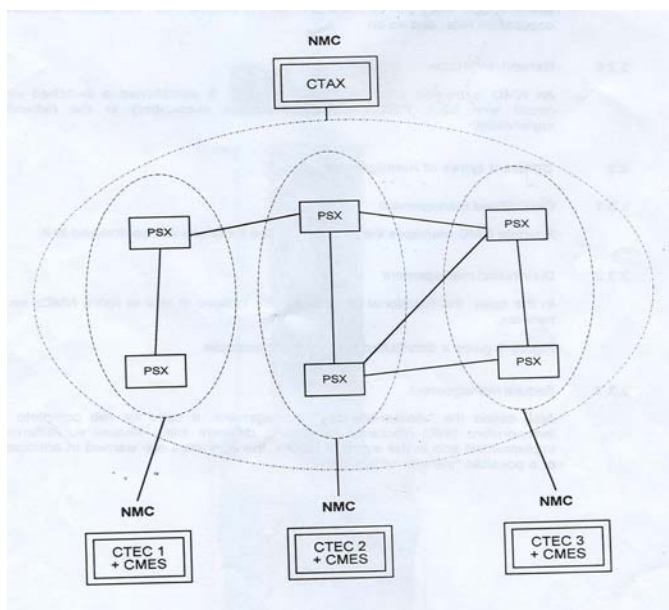 NMC
CTAX
PSX
PSX
PSX
PSX
PSX
PSX
NMC
NMC
NMC
CTEC 1
+ CMES
CTEC 2
+ CMES
CTEC 3
+ CMES